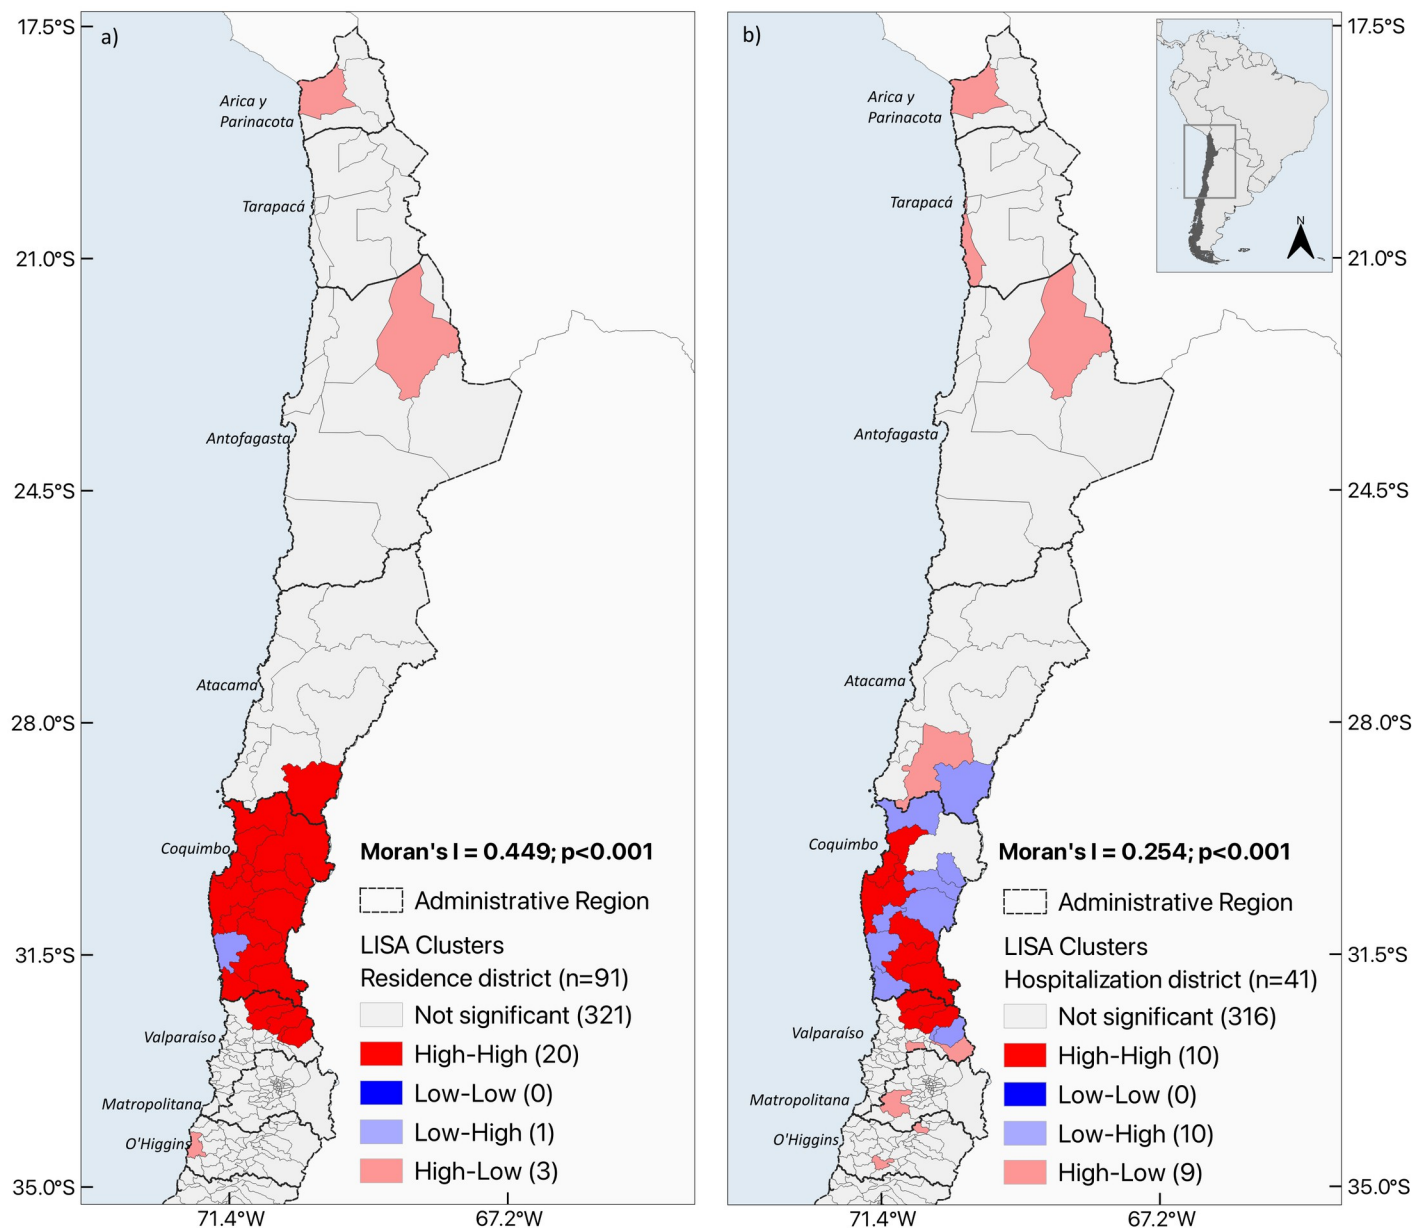 a)
17.5°S
21.0°S
24.5°S
28.0°S
31.5°S
35.0°S
Arica y
Parinacota
Tarapacá
Antofagasta
Atacama
Coquimbo
Valparaíso
Matropolitana
O'Higgins
Moran's I = 0.449; p<0.001
Administrative Region
LISA Clusters
Residence district (n=91)
Not significant (321)
High-High (20)
Low-Low (0)
Low-High (1)
High-Low (3)
71.4°W
67.2°W
b)
N
17.5°S
21.0°S
24.5°S
28.0°S
31.5°S
35.0°S
Arica y
Parinacota
Tarapacá
Antofagasta
Atacama
Coquimbo
Valparaíso
Matropolitana
O'Higgins
Moran's I = 0.254; p<0.001
Administrative Region
LISA Clusters
Hospitalization district (n=41)
Not significant (316)
High-High (10)
Low-Low (0)
Low-High (10)
High-Low (9)
71.4°W
67.2°W